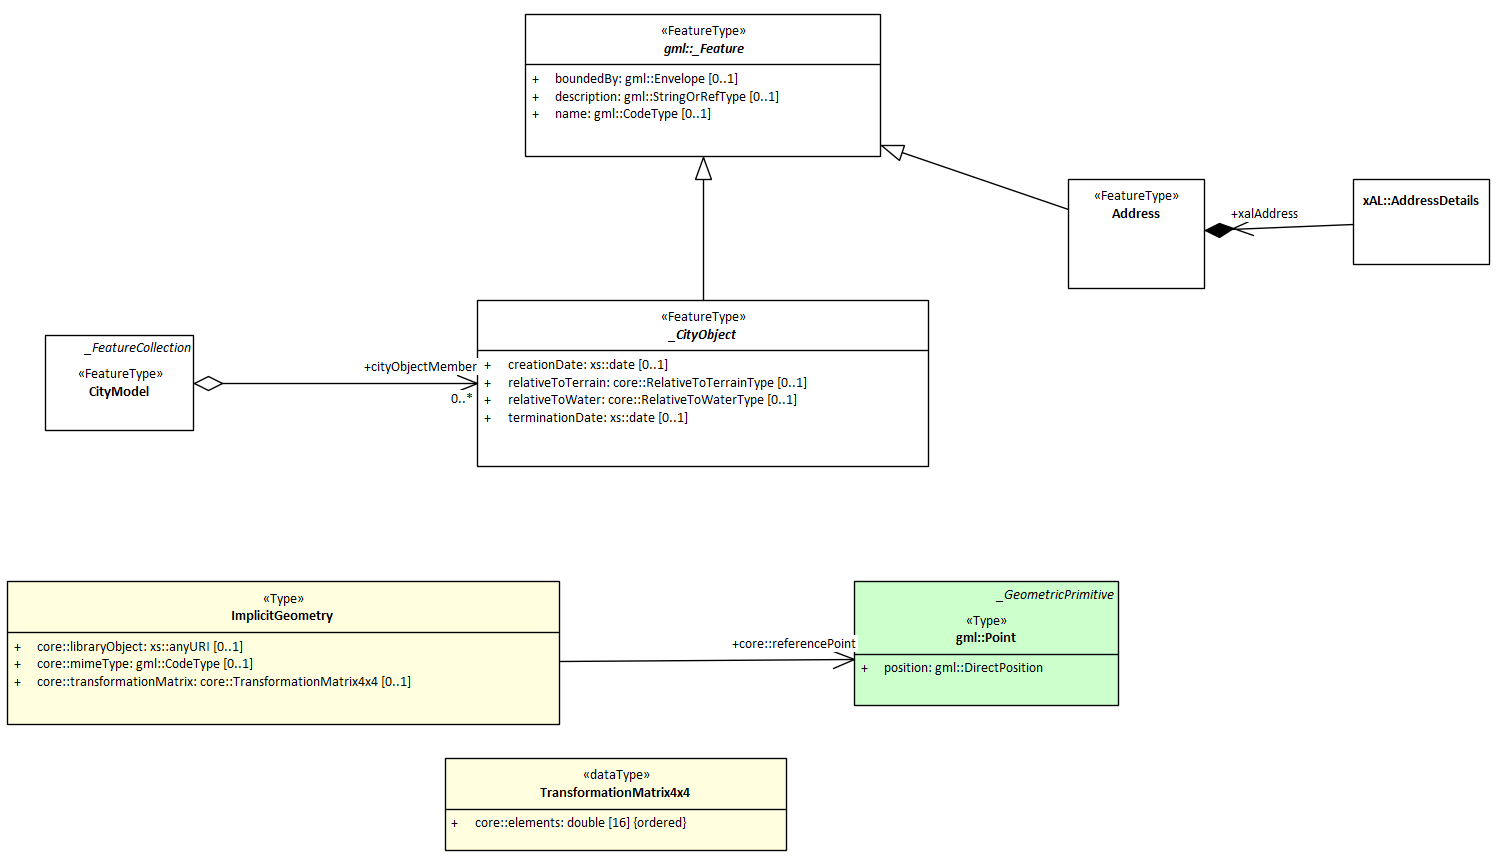 «FeatureType»
gml::_Feature
+ boundedBy: gml::Envelope [0..1]
+ description: gml::StringOrRefType [0..1]
+ name: gml::CodeType [0..1]
«FeatureType»
Address
+xalAddress
xAL::AddressDetails
_FeatureCollection
«FeatureType»
CityModel
+cityObjectMember
0..*
«FeatureType»
_CityObject
+ creationDate: xs::date [0..1]
+ relativeToTerrain: core::RelativeToTerrainType [0..1]
+ relativeToWater: core::RelativeToWaterType [0..1]
+ terminationDate: xs::date [0..1]
«Type»
ImplicitGeometry
+ core::libraryObject: xs::anyURI [0..1]
+ core::mimeType: gml::CodeType [0..1]
+ core::transformationMatrix: core::TransformationMatrix4x4 [0..1]
+core::referencePoint
_GeometricPrimitive
«Type»
gml::Point
+ position: gml::DirectPosition
«dataType»
TransformationMatrix4x4
+ core::elements: double [16] {ordered}